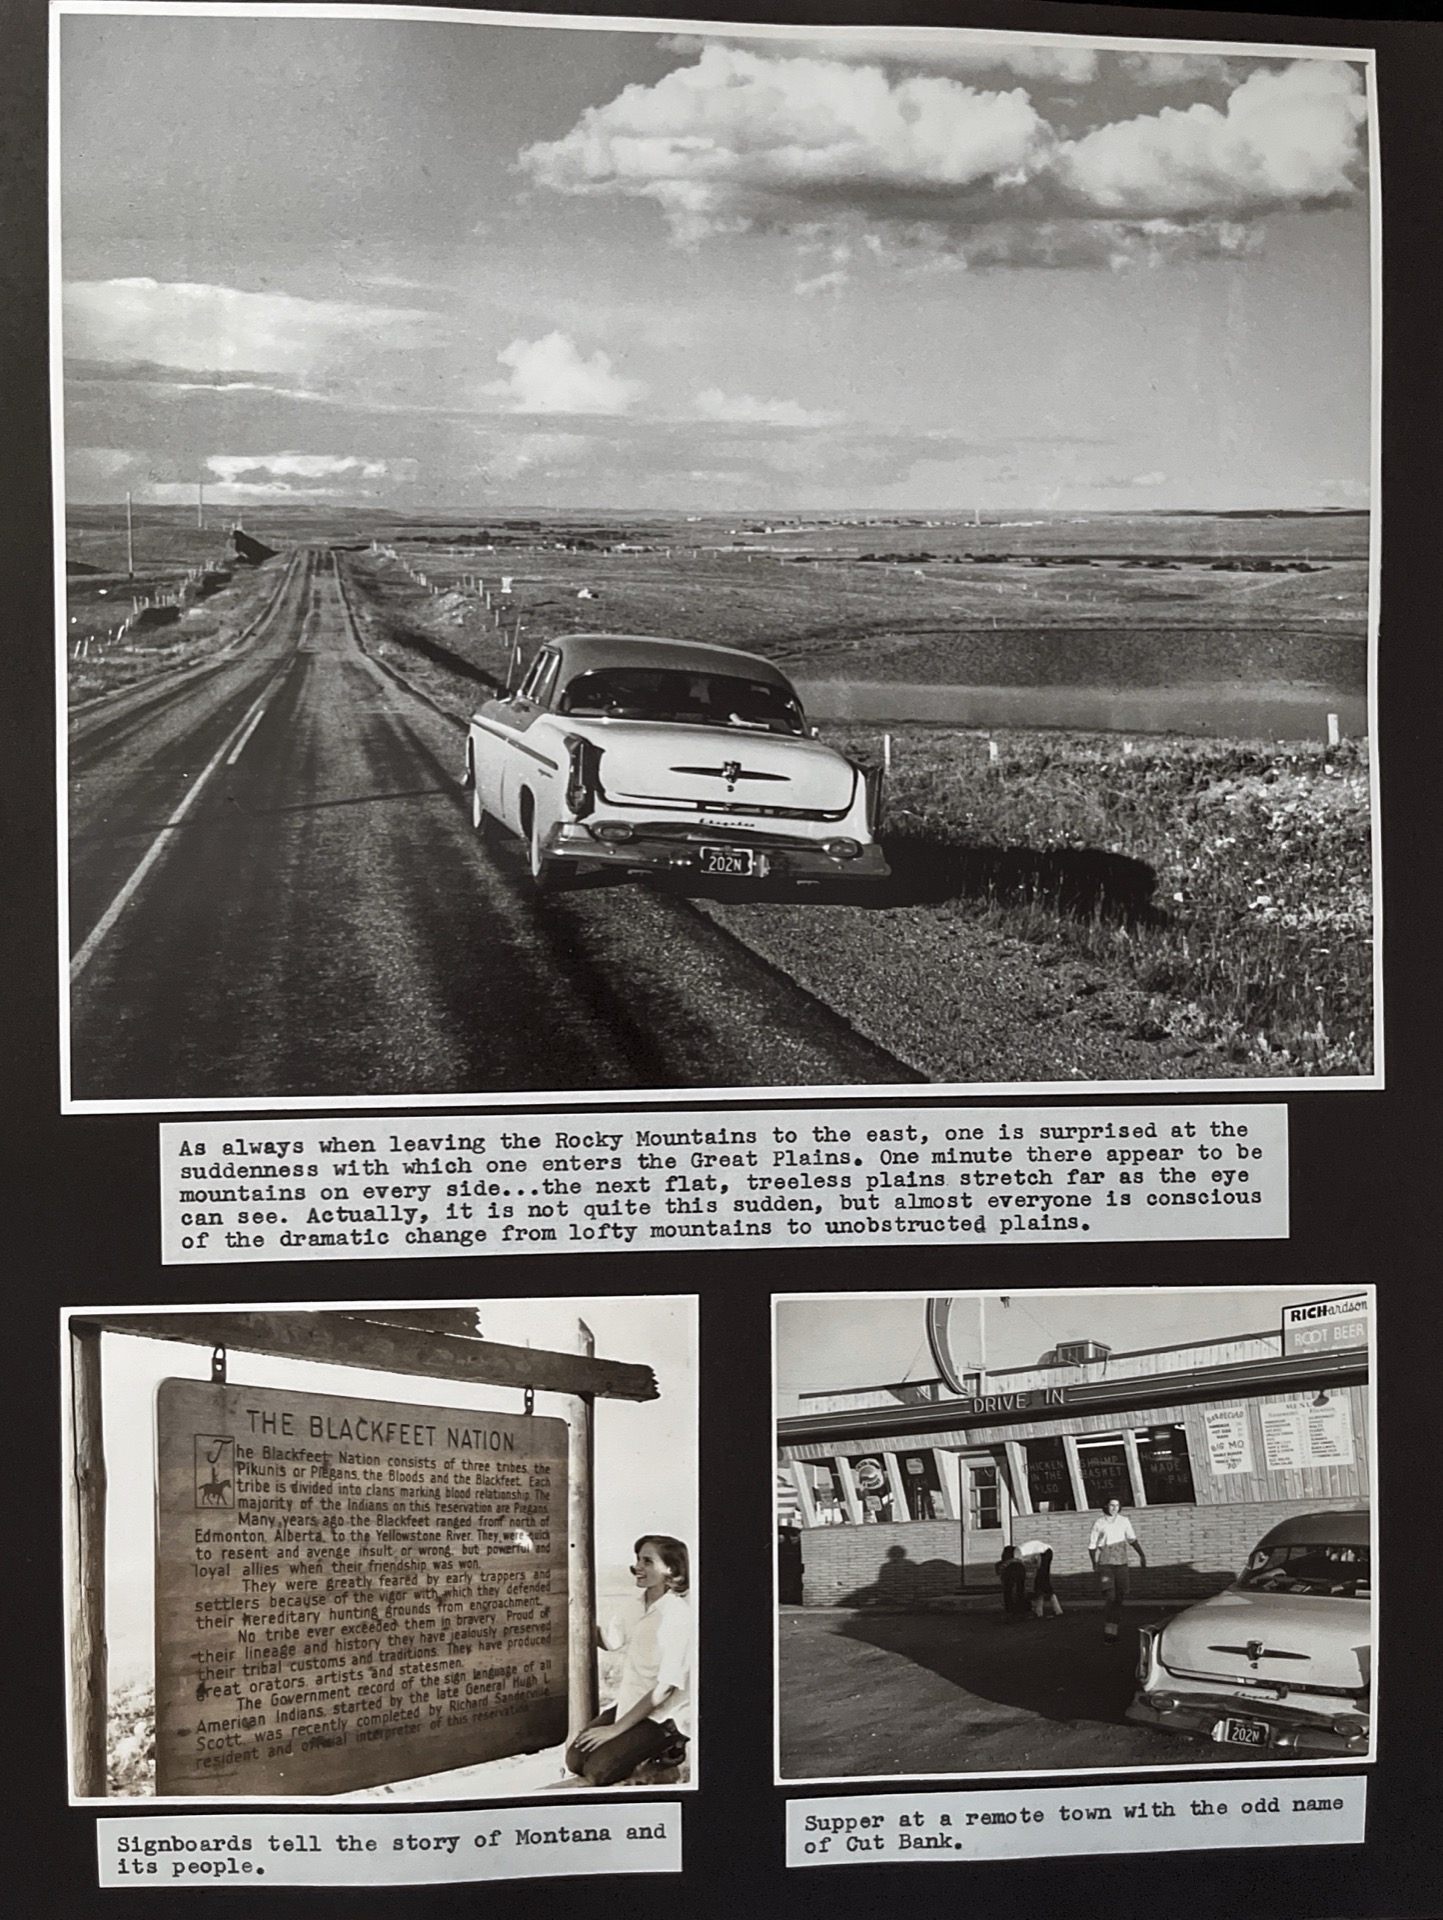 Chrysler
202N
As always when leaving the Rocky Mountains to the east, one is surprised at the
suddenness with which one enters the Great Plains. One minute there appear to be
mountains on every side...the next flat, treeless plains stretch far as the eye
can see. Actually, it is not quite this sudden, but almost everyone is conscious
of the dramatic change from lofty mountains to unobstructed plains.
THE BLACKFEET NATION
The Blackfeet Nation consists of three tribes, the
Pikunis or Piegans, the Bloods and the Blackfeet. Each
tribe is divided into clans marking blood relationship. The
majority of the Indians on this reservation are Piegans.
Many years ago the Blackfeet ranged from north of
Edmonton, Alberta, to the Yellowstone River. They were quick
to resent and avenge insult or wrong, but powerful and
loyal allies when their friendship was won.
They were greatly feared by early trappers and
settlers because of the vigor with which they defended
their hereditary hunting grounds from encroachment.
No tribe ever exceeded them in bravery. Proud of
their lineage and history they have jealously preserved
their tribal customs and traditions. They have produced
great orators, artists and statesmen.
The Government record of the sign language of all
American Indians, started by the late General Hugh L.
Scott, was recently completed by Richard Sanderville,
resident and official interpreter of this reservation.
Signboards tell the story of Montana and
its people.
RICHardson
ROOT BEER
DRIVE IN
MENU
BARBECUED
BIG MO
70¢
CHICKEN
IN THE
1.50
SHRIMP
BASKET
1.15
HOME
MADE
PIE
202N
Supper at a remote town with the odd name
of Cut Bank.